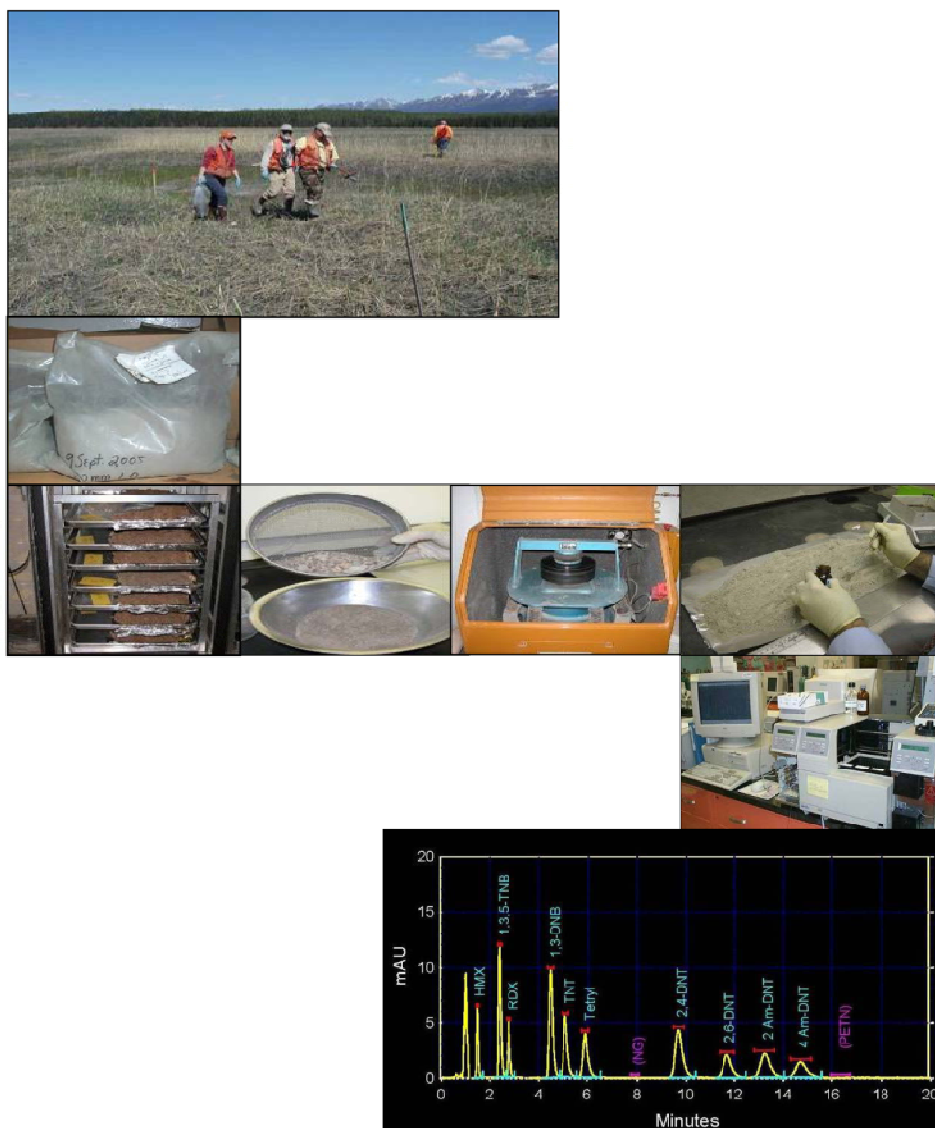 9 Sept. 2005
20
15
10
5
0
mAU
HMX
1,3,5-TNB
RDX
1,3-DNB
TNT
Tetryl
(NG)
2,4-DNT
2,6-DNT
2 Am-DNT
4 Am-DNT
(PETN)
0 2 4 6 8 10 12 14 16 18 20
Minutes